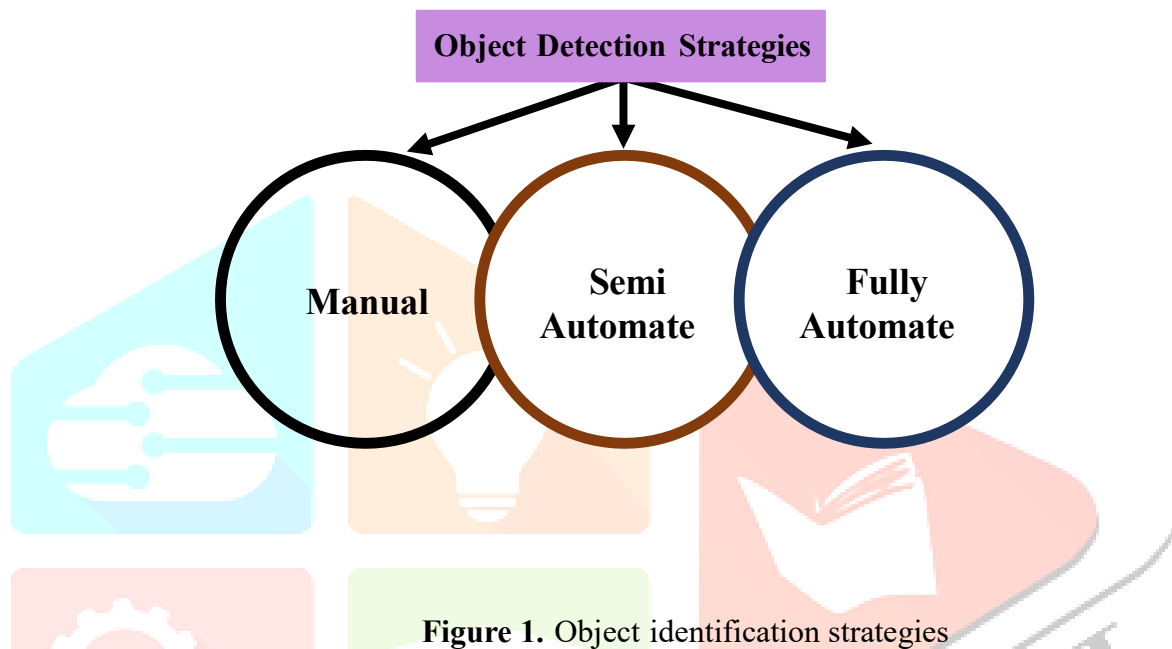 Object Detection Strategies
Manual
Semi
Automate
Fully
Automate
Figure 1. Object identification strategies